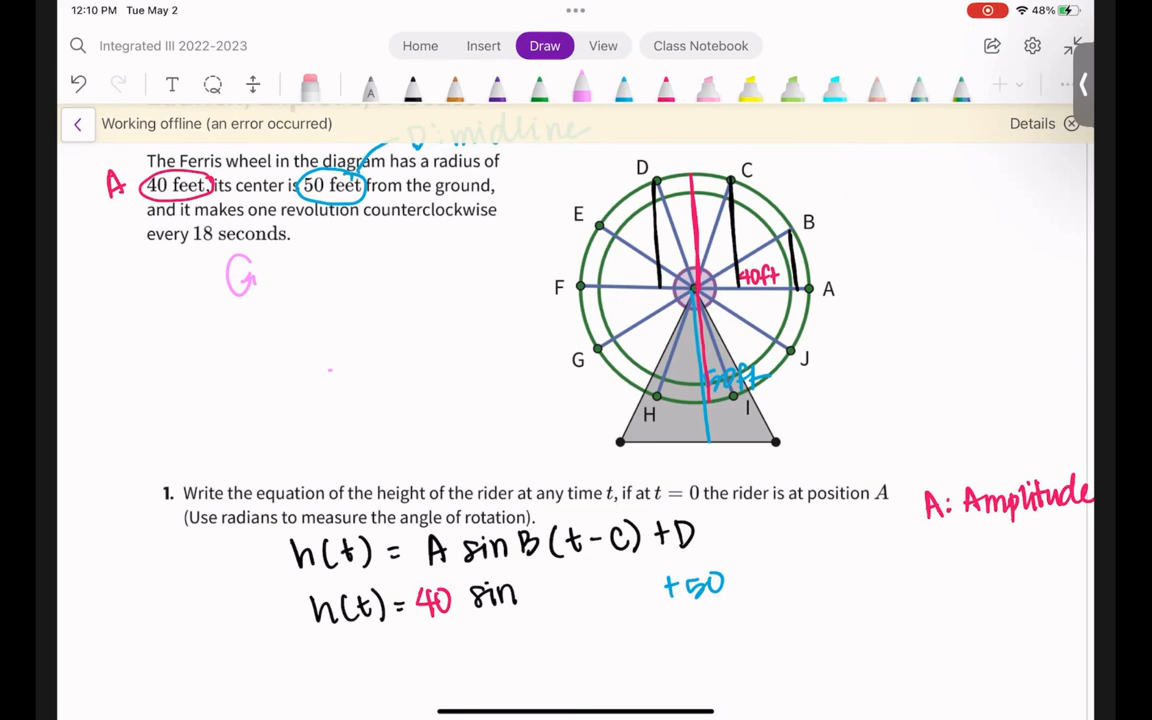 12:10 PM Tue May 2
48%
Integrated III 2022-2023
Home Insert Draw View Class Notebook
T
A
Working offline (an error occurred)
Details
D: midline
The Ferris wheel in the diagram has a radius of
A 40 feet, its center is 50 feet from the ground,
and it makes one revolution counterclockwise
every 18 seconds.
D C
E B
40ft
F A
G J
50ft
H I
1. Write the equation of the height of the rider at any time t, if at t = 0 the rider is at position A
(Use radians to measure the angle of rotation).
A: Amplitude
h(t) = A sin B (t - C) + D
h(t) = 40 sin +50